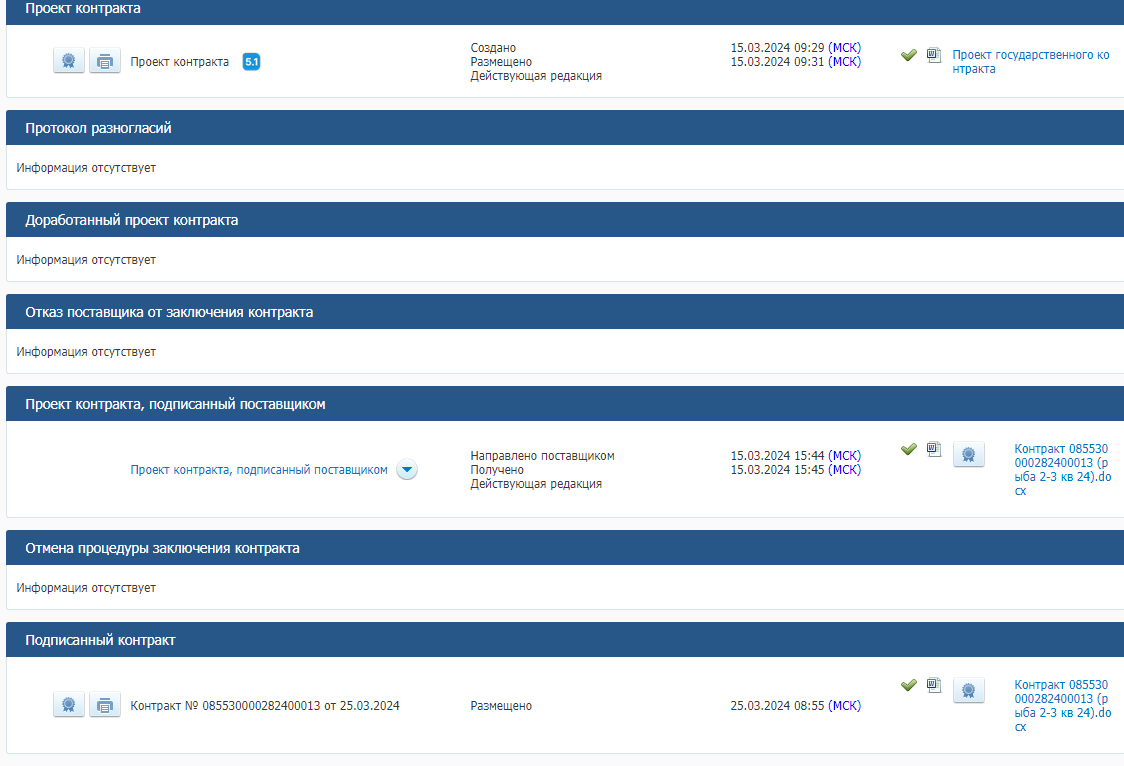 Проект контракта
Проект контракта 5.1
Создано 15.03.2024 09:29 (МСК)
Размещено 15.03.2024 09:31 (МСК)
Действующая редакция
Проект государственного ко
нтракта
Протокол разногласий
Информация отсутствует
Доработанный проект контракта
Информация отсутствует
Отказ поставщика от заключения контракта
Информация отсутствует
Проект контракта, подписанный поставщиком
Проект контракта, подписанный поставщиком
Направлено поставщиком 15.03.2024 15:44 (МСК)
Получено 15.03.2024 15:45 (МСК)
Действующая редакция
Контракт 085530
000282400013 (р
ыба 2-3 кв 24).do
cx
Отмена процедуры заключения контракта
Информация отсутствует
Подписанный контракт
Контракт № 085530000282400013 от 25.03.2024
Размещено 25.03.2024 08:55 (МСК)
Контракт 085530
000282400013 (р
ыба 2-3 кв 24).do
cx